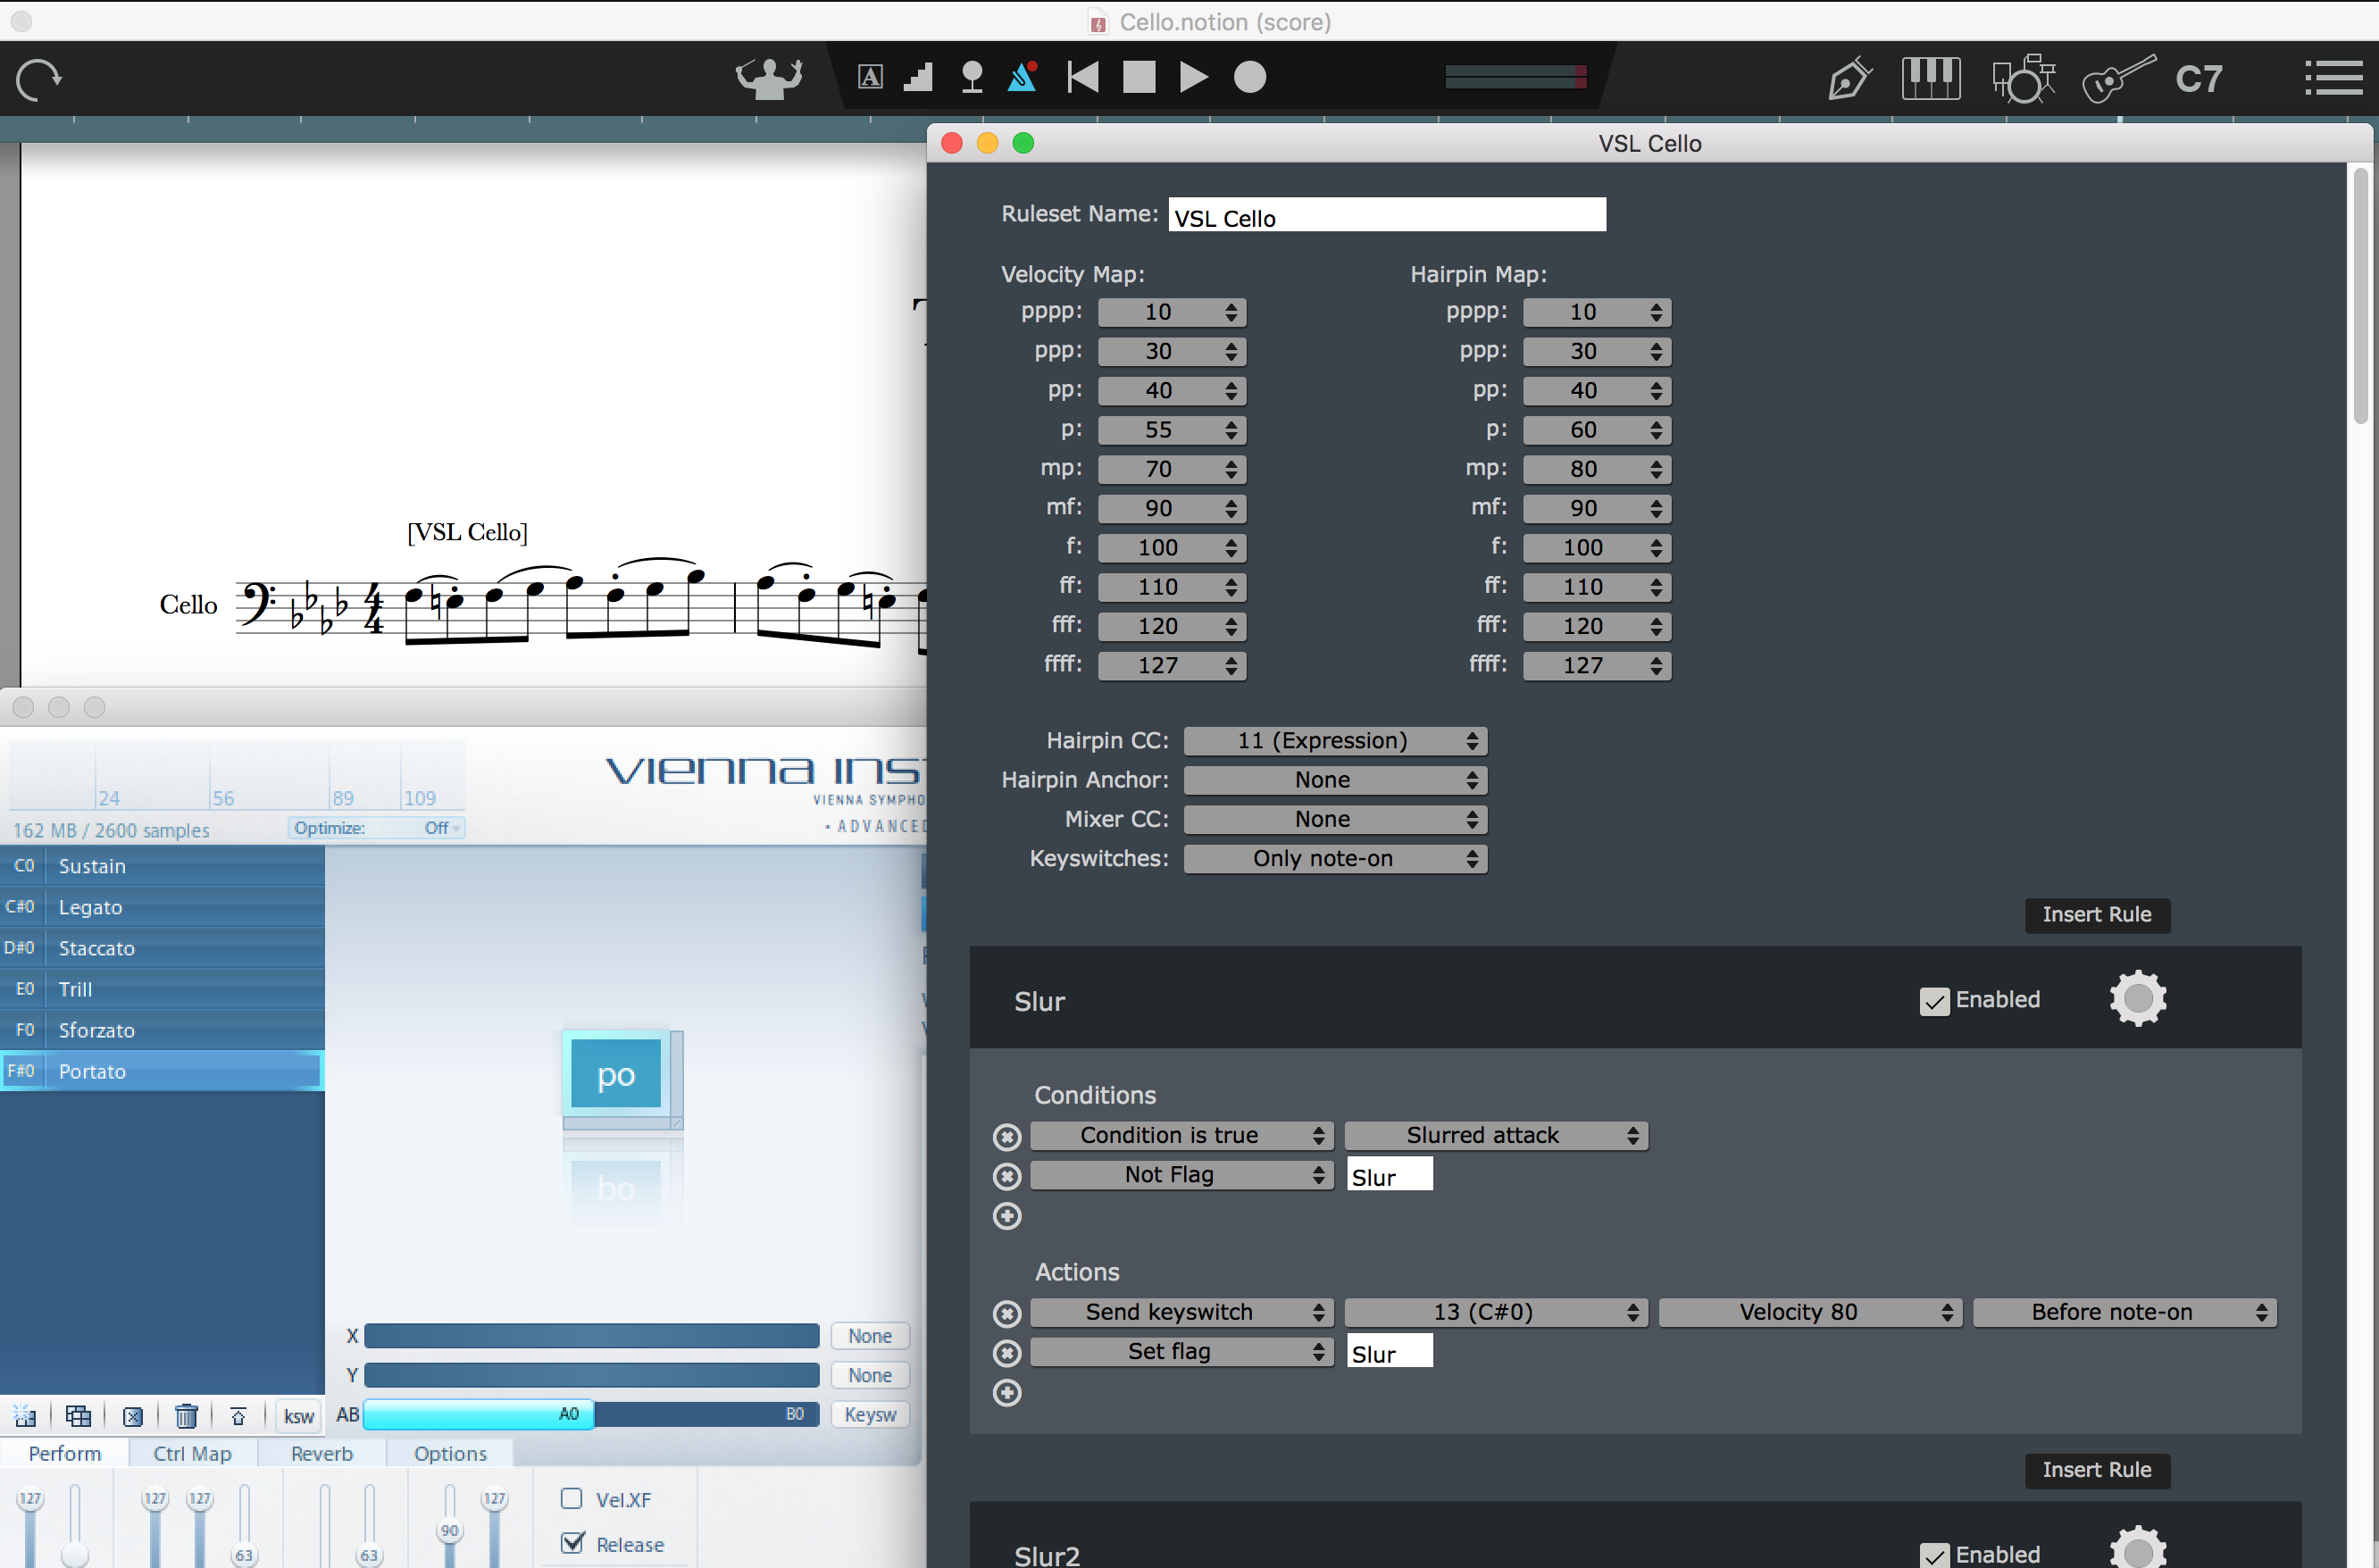 Cello.notion (score)
A
C7
VSL Cello
Ruleset Name: VSL Cello
Velocity Map: Hairpin Map:
pppp: 10 pppp: 10
ppp: 30 ppp: 30
pp: 40 pp: 40
p: 55 p: 60
mp: 70 mp: 80
mf: 90 mf: 90
f: 100 f: 100
ff: 110 ff: 110
fff: 120 fff: 120
ffff: 127 ffff: 127
Hairpin CC: 11 (Expression)
Hairpin Anchor: None
Mixer CC: None
Keyswitches: Only note-on
Insert Rule
Slur Enabled
Conditions
Condition is true Slurred attack
Not Flag Slur
Actions
Send keyswitch 13 (C#0) Velocity 80 Before note-on
Set flag Slur
Insert Rule
Slur2 Enabled
[VSL Cello]
Cello
4
4
24 56 89 109
162 MB / 2600 samples Optimize: Off
C0 Sustain
C#0 Legato
D#0 Staccato
E0 Trill
F0 Sforzato
F#0 Portato
po
X None
Y None
ksw AB A0 B0 Keysw
Perform Ctrl Map Reverb Options
127 127 127 63 63 90 127
Vel.XF
Release